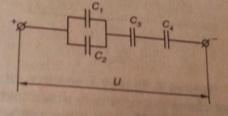 C₁
+
C₃
C₄
−
C₂
U